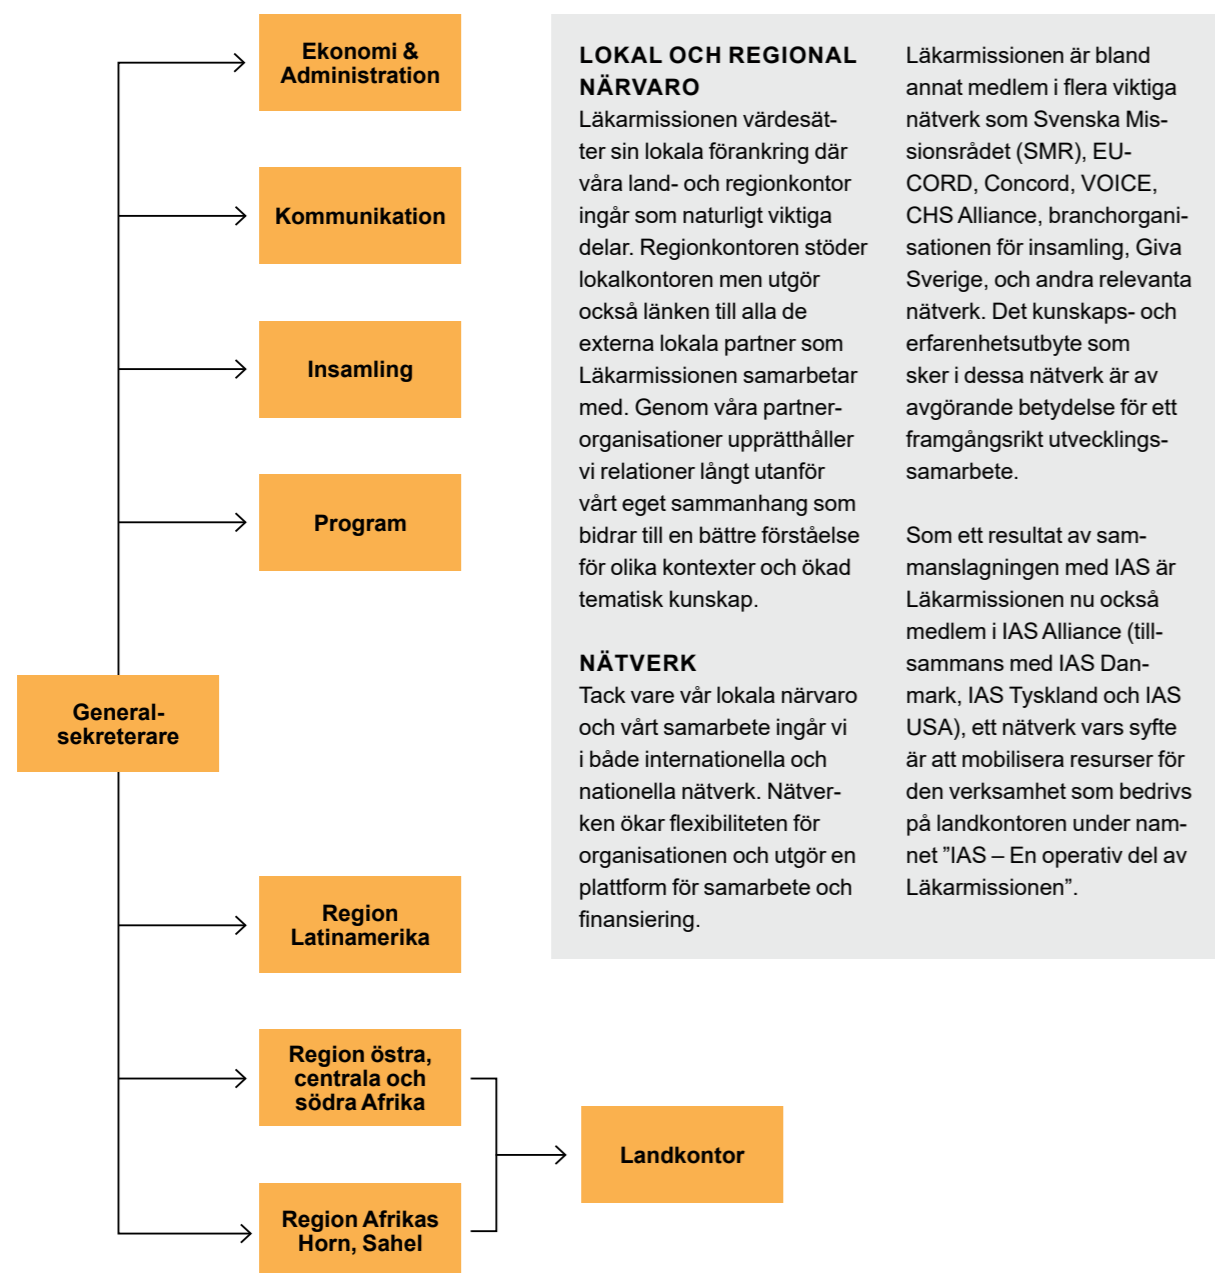 Ekonomi &
Administration
Kommunikation
Insamling
Program
General-
sekreterare
Region
Latinamerika
Region östra,
centrala och
södra Afrika
Region Afrikas
Horn, Sahel
Landkontor
LOKAL OCH REGIONAL
NÄRVARO
Läkarmissionen värdesät-
ter sin lokala förankring där
våra land- och regionkontor
ingår som naturligt viktiga
delar. Regionkontoren stöder
lokalkontoren men utgör
också länken till alla de
externa lokala partner som
Läkarmissionen samarbetar
med. Genom våra partner-
organisationer upprätthåller
vi relationer långt utanför
vårt eget sammanhang som
bidrar till en bättre förståelse
för olika kontexter och ökad
tematisk kunskap.
NÄTVERK
Tack vare vår lokala närvaro
och vårt samarbete ingår vi
i både internationella och
nationella nätverk. Nätver-
ken ökar flexibiliteten för
organisationen och utgör en
plattform för samarbete och
finansiering.
Läkarmissionen är bland
annat medlem i flera viktiga
nätverk som Svenska Mis-
sionsrådet (SMR), EU-
CORD, Concord, VOICE,
CHS Alliance, branchorgani-
sationen för insamling, Giva
Sverige, och andra relevanta
nätverk. Det kunskaps- och
erfarenhetsutbyte som
sker i dessa nätverk är av
avgörande betydelse för ett
framgångsrikt utvecklings-
samarbete.
Som ett resultat av sam-
manslagningen med IAS är
Läkarmissionen nu också
medlem i IAS Alliance (till-
sammans med IAS Dan-
mark, IAS Tyskland och IAS
USA), ett nätverk vars syfte
är att mobilisera resurser för
den verksamhet som bedrivs
på landkontoren under nam-
net ”IAS – En operativ del av
Läkarmissionen”.